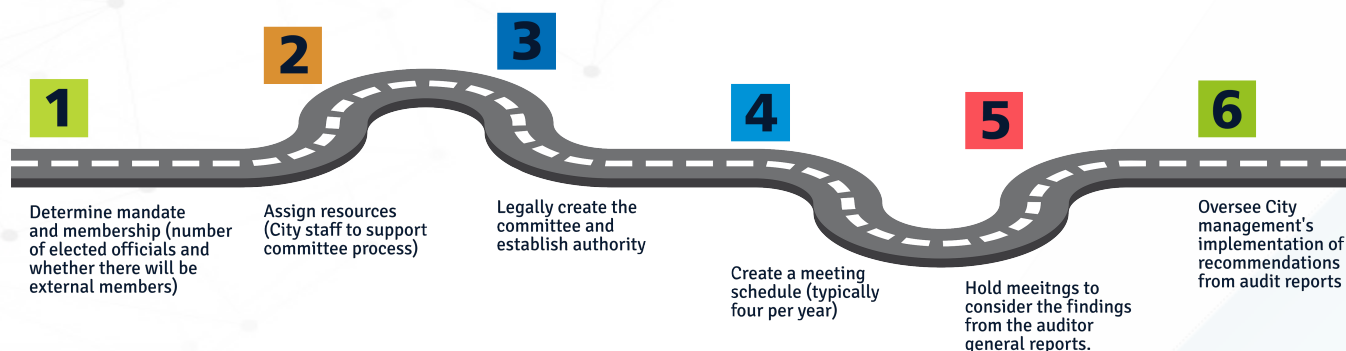 1
Determine mandate
and membership (number
of elected officials and
whether there will be
external members)
2
Assign resources
(City staff to support
committee process)
3
Legally create the
committee and
establish authority
4
Create a meeting
schedule (typically
four per year)
5
Hold meeitngs to
consider the findings
from the auditor
general reports.
6
Oversee City
management's
implementation of
recommendations
from audit reports